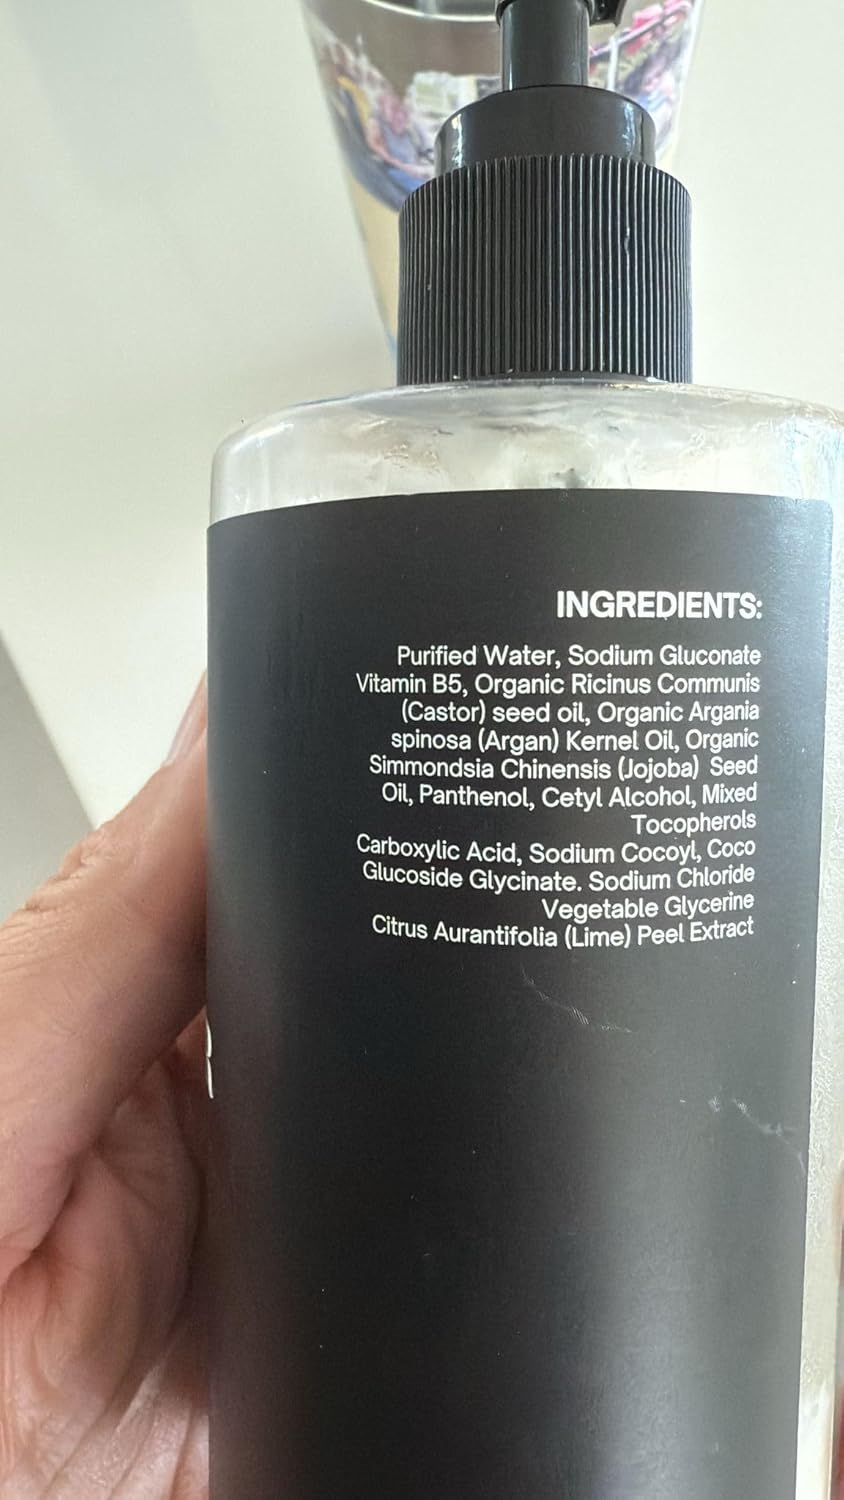 INGREDIENTS:
Purified Water, Sodium Gluconate
Vitamin B5, Organic Ricinus Communis
(Castor) seed oil, Organic Argania
spinosa (Argan) Kernel Oil, Organic
Simmondsia Chinensis (Jojoba) Seed
Oil, Panthenol, Cetyl Alcohol, Mixed
Tocopherols
Carboxylic Acid, Sodium Cocoyl, Coco
Glucoside Glycinate. Sodium Chloride
Vegetable Glycerine
Citrus Aurantifolia (Lime) Peel Extract